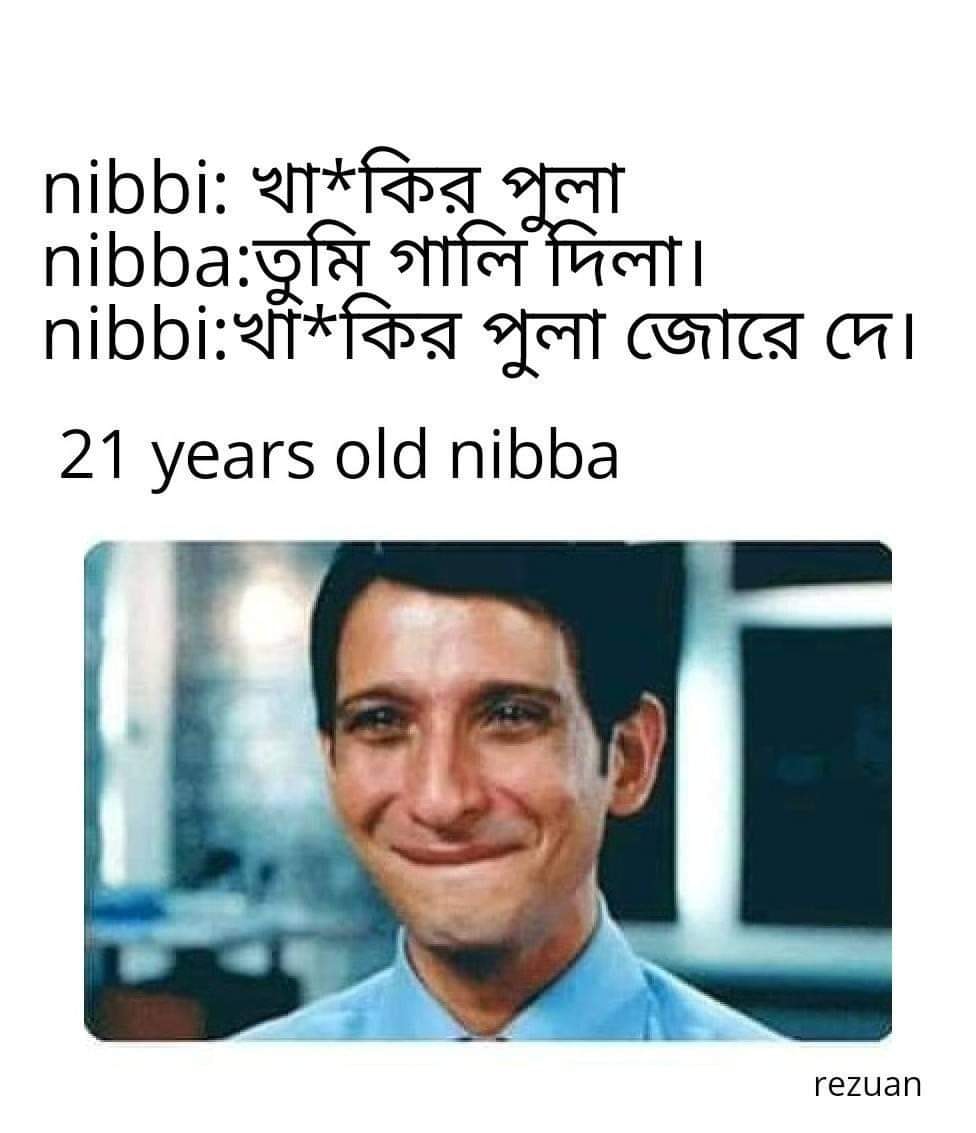 nibbi: খা*কির পুলা
nibba:তুমি গালি দিলা।
nibbi:খা*কির পুলা জোরে দে।
21 years old nibba
rezuan